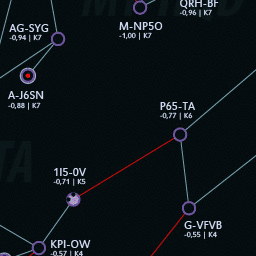 QRH-BF
-0,96 | K7
AG-SYG
-0,94 | K7
M-NP5O
-1,00 | K7
A-J6SN
-0,88 | K7
P65-TA
-0,77 | K6
1I5-0V
-0,71 | K5
TA
G-VFVB
-0,55 | K4
KPI-OW
-0,57 | K4